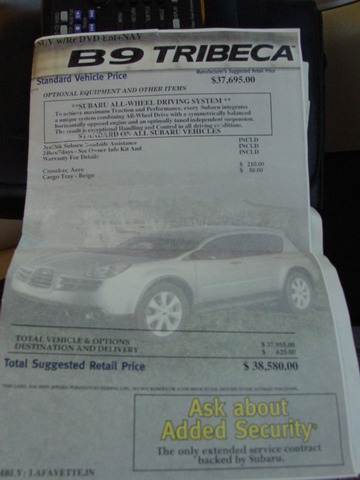 SUV w/Rr DVD Ent+NAV
B9 TRIBECA
Manufacturer's Suggested Retail Price
Standard Vehicle Price $37,695.00
OPTIONAL EQUIPMENT AND OTHER ITEMS
**SUBARU ALL-WHEEL DRIVING SYSTEM **
To achieve maximum Traction and Performance, every Subaru integrates
a unique system combining All-Wheel Drive with a symmetrically balanced
horizontally opposed engine and an optimally tuned independent suspension.
The result is exceptional Handling and Control in all driving conditions.
STANDARD ON ALL SUBARU VEHICLES
Subaru Roadside Assistance INCLD
24hrs/7days - See Owner Info Kit And INCLD
Warranty For Details INCLD
Crossbar, Aero $ 210.00
Cargo Tray - Beige $ 50.00
TOTAL VEHICLE & OPTIONS $ 37,955.00
DESTINATION AND DELIVERY $ 625.00
Total Suggested Retail Price $ 38,580.00
Ask about
Added Security®
The only extended service contract
backed by Subaru.
LAFAYETTE,IN